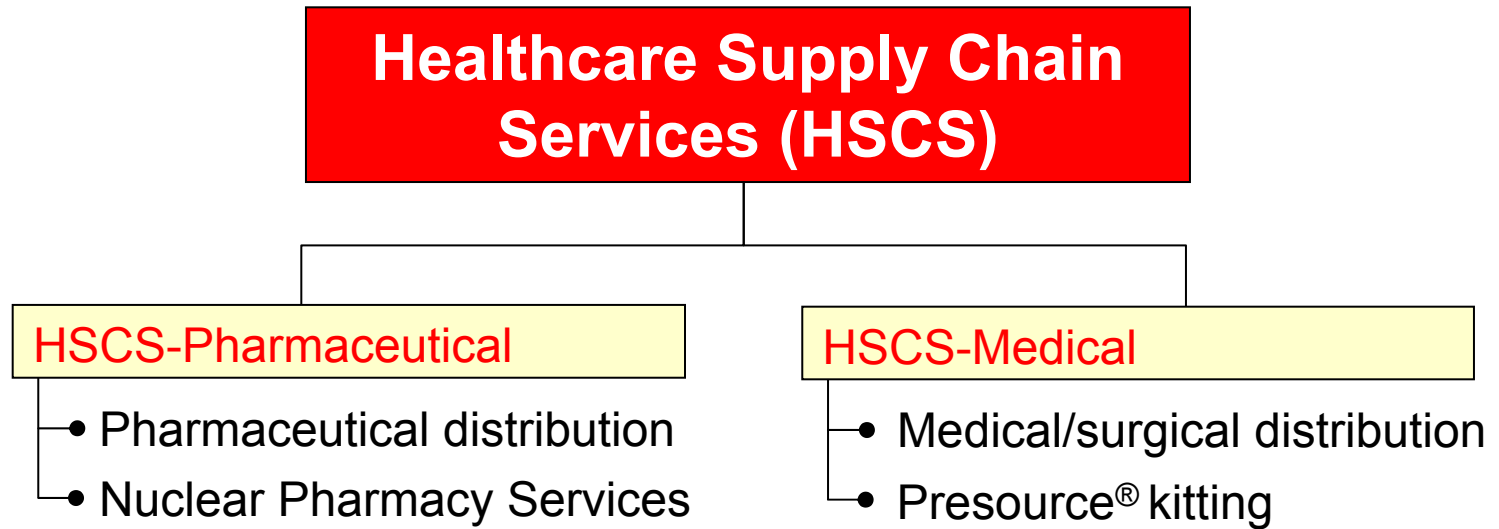 Healthcare Supply Chain
Services (HSCS)
HSCS-Pharmaceutical
• Pharmaceutical distribution
• Nuclear Pharmacy Services
HSCS-Medical
• Medical/surgical distribution
• Presource® kitting